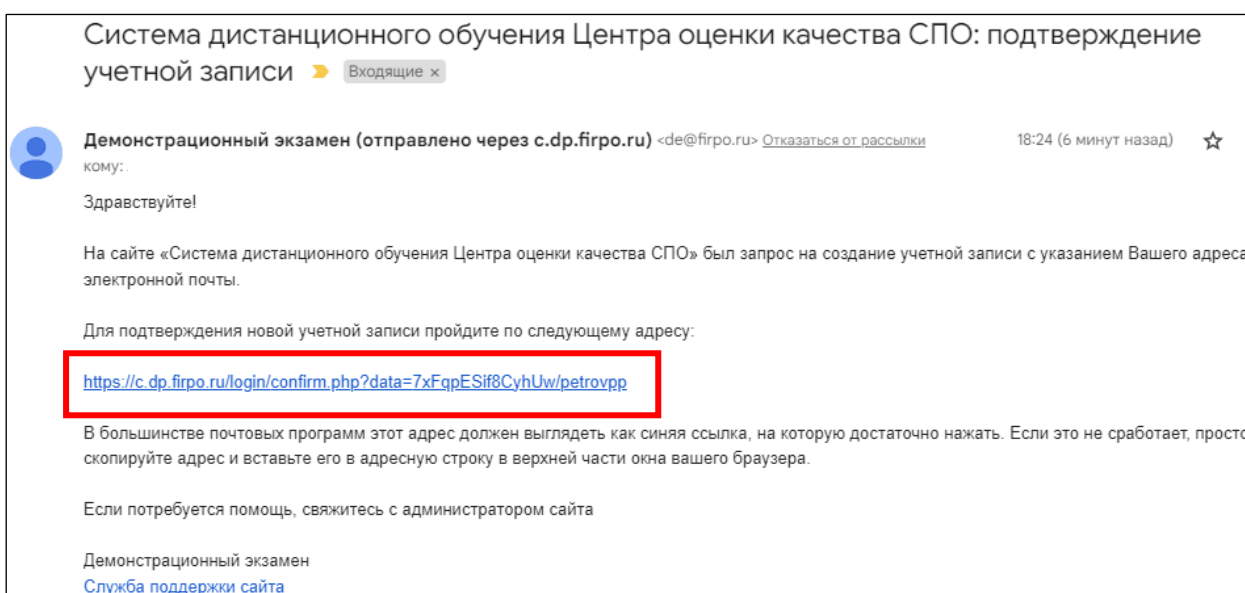 Система дистанционного обучения Центра оценки качества СПО: подтверждение
учетной записи Входящие ×
Демонстрационный экзамен (отправлено через c.dp.firpo.ru) <de@firpo.ru> Отказаться от рассылки 18:24 (6 минут назад)
кому:
Здравствуйте!
На сайте «Система дистанционного обучения Центра оценки качества СПО» был запрос на создание учетной записи с указанием Вашего адреса
электронной почты.
Для подтверждения новой учетной записи пройдите по следующему адресу:
https://c.dp.firpo.ru/login/confirm.php?data=7xFqpESif8CyhUw/petrovpp
В большинстве почтовых программ этот адрес должен выглядеть как синяя ссылка, на которую достаточно нажать. Если это не сработает, просто
скопируйте адрес и вставьте его в адресную строку в верхней части окна вашего браузера.
Если потребуется помощь, свяжитесь с администратором сайта
Демонстрационный экзамен
Служба поддержки сайта